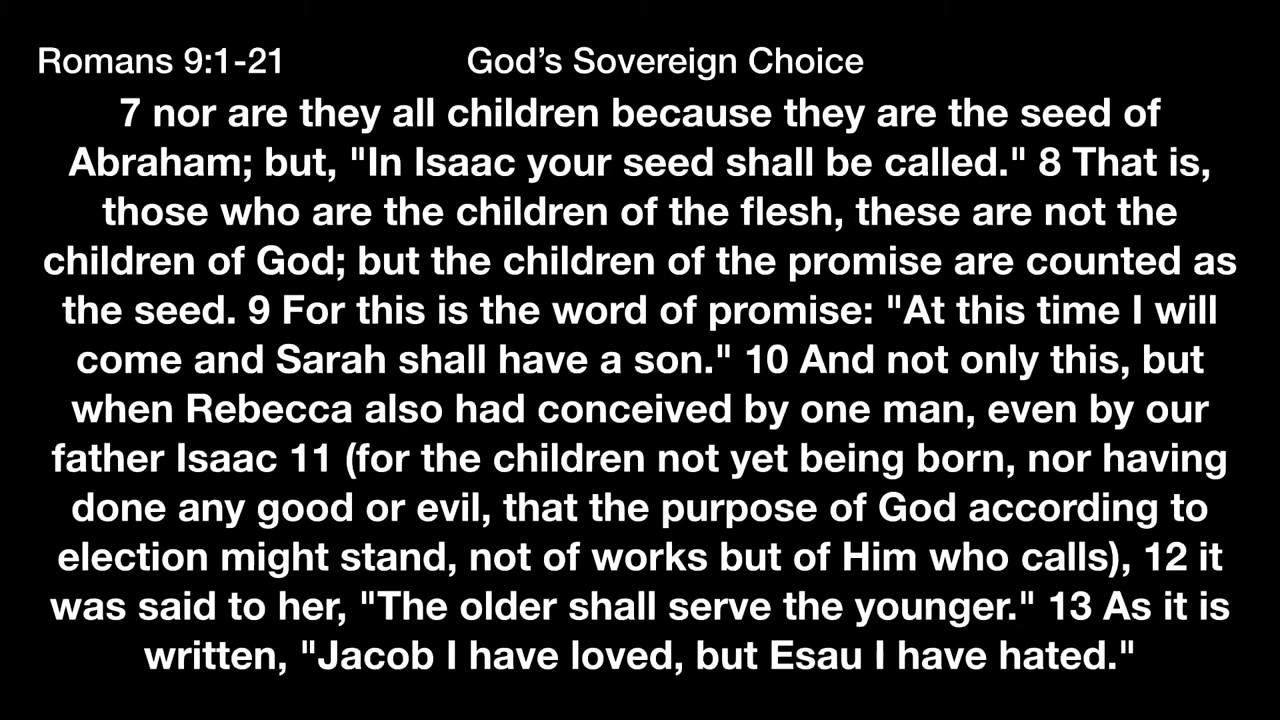 Romans 9:1-21 God’s Sovereign Choice
7 nor are they all children because they are the seed of
Abraham; but, "In Isaac your seed shall be called." 8 That is,
those who are the children of the flesh, these are not the
children of God; but the children of the promise are counted as
the seed. 9 For this is the word of promise: "At this time I will
come and Sarah shall have a son." 10 And not only this, but
when Rebecca also had conceived by one man, even by our
father Isaac 11 (for the children not yet being born, nor having
done any good or evil, that the purpose of God according to
election might stand, not of works but of Him who calls), 12 it
was said to her, "The older shall serve the younger." 13 As it is
written, "Jacob I have loved, but Esau I have hated."